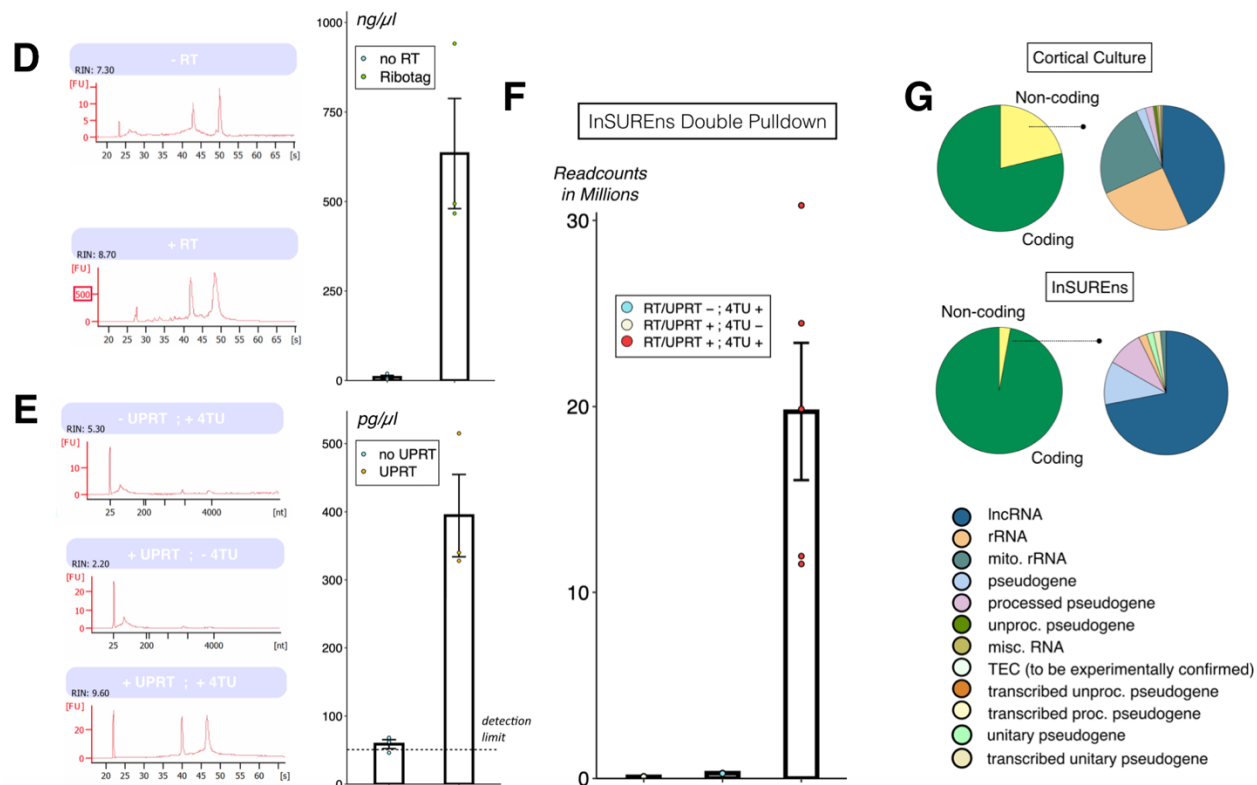 D
- RT
RIN: 7.30
[FU]
15
10
5
0
20 25 30 35 40 45 50 55 60 65 [s]
+ RT
RIN: 8.70
[FU]
500
0
20 25 30 35 40 45 50 55 60 65 [s]
ng/µl
no RT
Ribotag
1000
750
500
250
0
E
- UPRT ; + 4TU
RIN: 5.30
[FU]
10
0
25 200 4000 [nt]
+ UPRT ; - 4TU
RIN: 2.20
[FU]
20
10
0
25 200 4000 [nt]
+ UPRT ; + 4TU
RIN: 9.60
[FU]
20
0
20 25 30 35 40 45 50 55 60 65 [s]
pg/µl
no UPRT
UPRT
500
400
300
200
100
0
detection
limit
F
InSUREns Double Pulldown
Readcounts
in Millions
30
20
10
0
RT/UPRT – ; 4TU +
RT/UPRT + ; 4TU –
RT/UPRT + ; 4TU +
G
Cortical Culture
Non-coding
Coding
InSUREns
Non-coding
Coding
lncRNA
rRNA
mito. rRNA
pseudogene
processed pseudogene
unproc. pseudogene
misc. RNA
TEC (to be experimentally confirmed)
transcribed unproc. pseudogene
transcribed proc. pseudogene
unitary pseudogene
transcribed unitary pseudogene